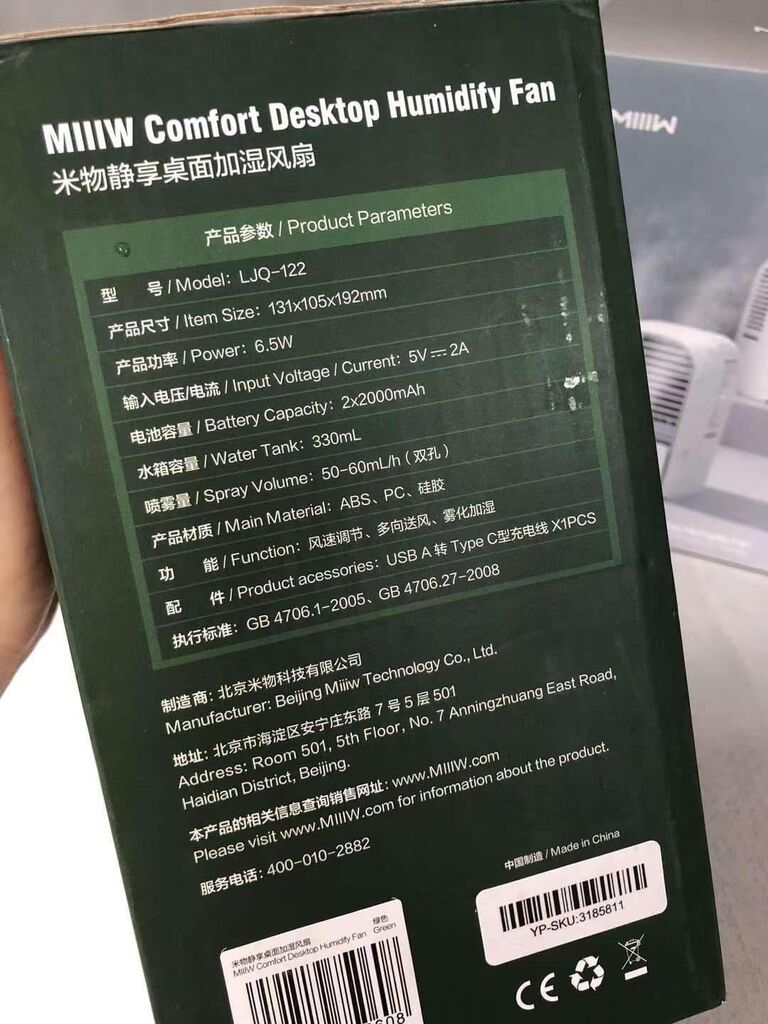 MIIIW Comfort Desktop Humidify Fan
米物静享桌面加湿风扇
MIIIW
产品参数 / Product Parameters
型 号 / Model: LJQ-122
产品尺寸 / Item Size: 131x105x192mm
产品功率 / Power: 6.5W
输入电压/电流 / Input Voltage / Current: 5V⎓2A
电池容量 / Battery Capacity: 2x2000mAh
水箱容量 / Water Tank: 330mL
喷雾量 / Spray Volume: 50-60mL/h (双孔)
产品材质 / Main Material: ABS、PC、硅胶
功 能 / Function: 风速调节、多向送风、雾化加湿
配 件 / Product acessories: USB A 转 Type C型充电线 X1PCS
执行标准: GB 4706.1-2005、GB 4706.27-2008
制造商: 北京米物科技有限公司
Manufacturer: Beijing Miiiw Technology Co., Ltd.
地址: 北京市海淀区安宁庄东路 7 号 5 层 501
Address: Room 501, 5th Floor, No. 7 Anningzhuang East Road,
Haidian District, Beijing.
本产品的相关信息查询销售网址: www.MIIIW.com
Please visit www.MIIIW.com for information about the product.
服务电话: 400-010-2882
中国制造 / Made in China
YP-SKU:3185811
米物静享桌面加湿风扇 绿色
MIIIW Comfort Desktop Humidify Fan Green
608
CE